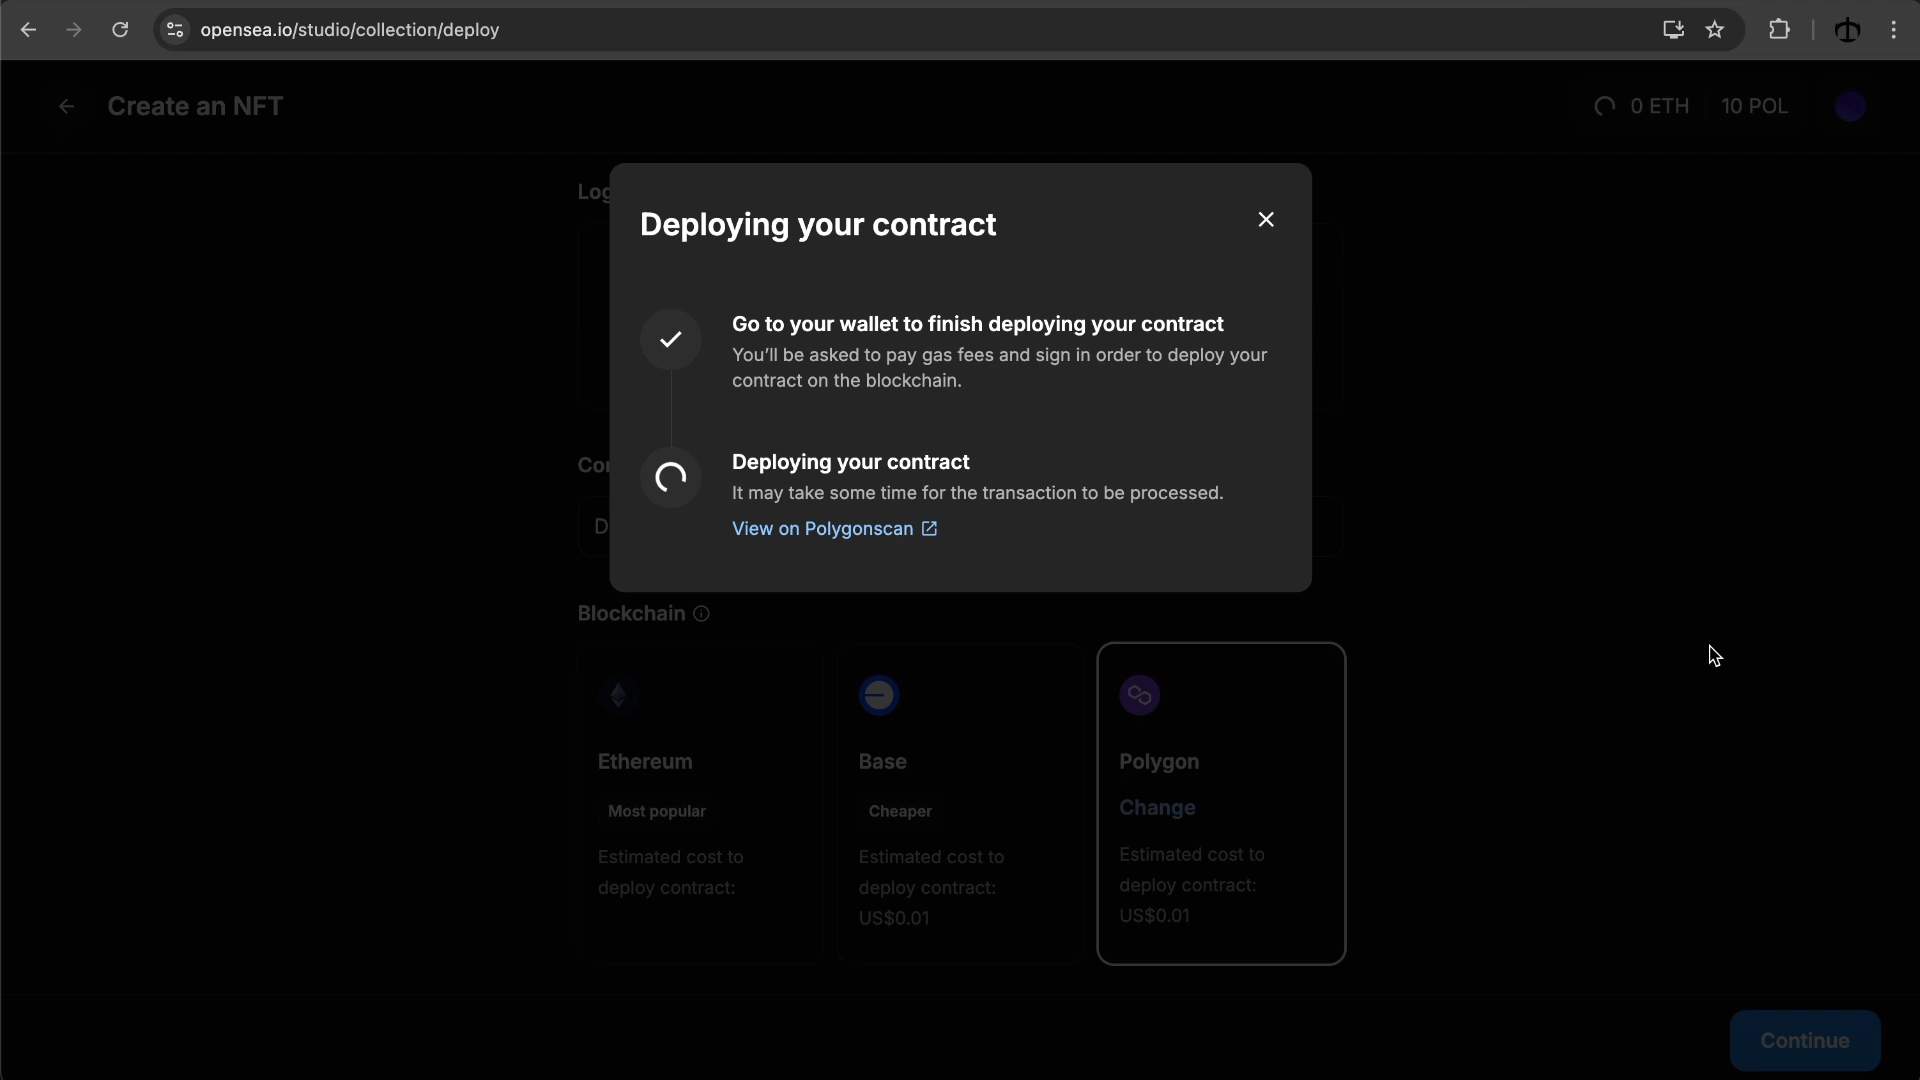 opensea.io/studio/collection/deploy
Create an NFT
0 ETH
10 POL
Log
Deploying your contract
Go to your wallet to finish deploying your contract
You'll be asked to pay gas fees and sign in order to deploy your
contract on the blockchain.
Con
D
Deploying your contract
It may take some time for the transaction to be processed.
View on Polygonscan
Blockchain
Ethereum
Most popular
Estimated cost to
deploy contract:
Base
Cheaper
Estimated cost to
deploy contract:
US$0.01
Polygon
Change
Estimated cost to
deploy contract:
US$0.01
Continue